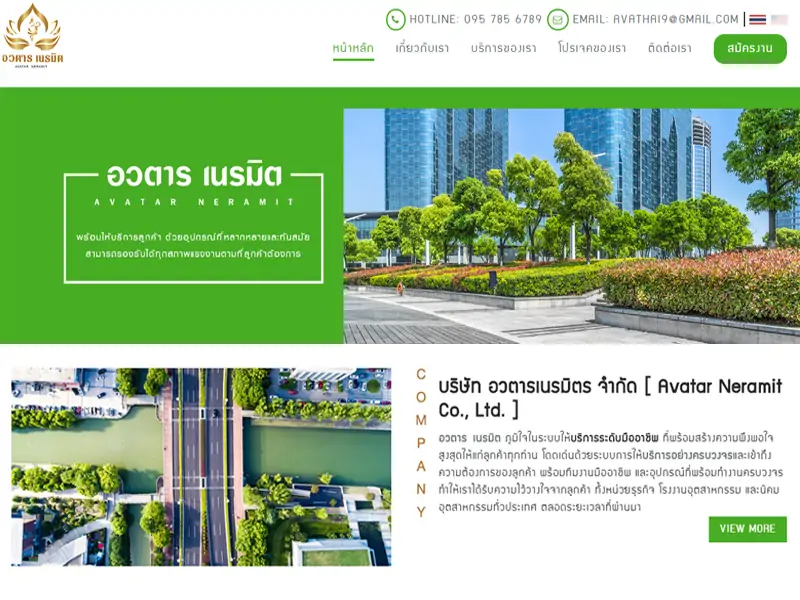 HOTLINE: 095 785 6789 EMAIL: AVATHAI9@GMAIL.COM
อวตาร เนรมิต
AVATAR NERAMIT
หน้าหลัก เกี่ยวกับเรา บริการของเรา โปรเจคของเรา ติดต่อเรา สมัครงาน
อวตาร เนรมิต
AVATAR NERAMIT
พร้อมให้บริการลูกค้า ด้วยอุปกรณ์ที่หลากหลายและทันสมัย
สามารถรองรับได้ทุกสภาพแรงงานตามที่ลูกค้าต้องการ
COMPANY
บริษัท อวตารเนรมิตร จำกัด [ Avatar Neramit
Co., Ltd. ]
อวตาร เนรมิต ภูมิใจในระบบให้บริการระดับมืออาชีพ ที่พร้อมสร้างความพึงพอใจ
สูงสุดให้แก่ลูกค้าทุกท่าน โดดเด่นด้วยระบบการให้บริการอย่างครบวงจรและเข้าถึง
ความต้องการของลูกค้า พร้อมทีมงานมืออาชีพ และอุปกรณ์ที่พร้อมทำงานครบวงจร
ทำให้เราได้รับความไว้วางใจจากลูกค้า ทั้งหน่วยธุรกิจ โรงงานอุตสาหกรรม และนิคม
อุตสาหกรรมทั่วประเทศ ตลอดระยะเวลาที่ผ่านมา
VIEW MORE